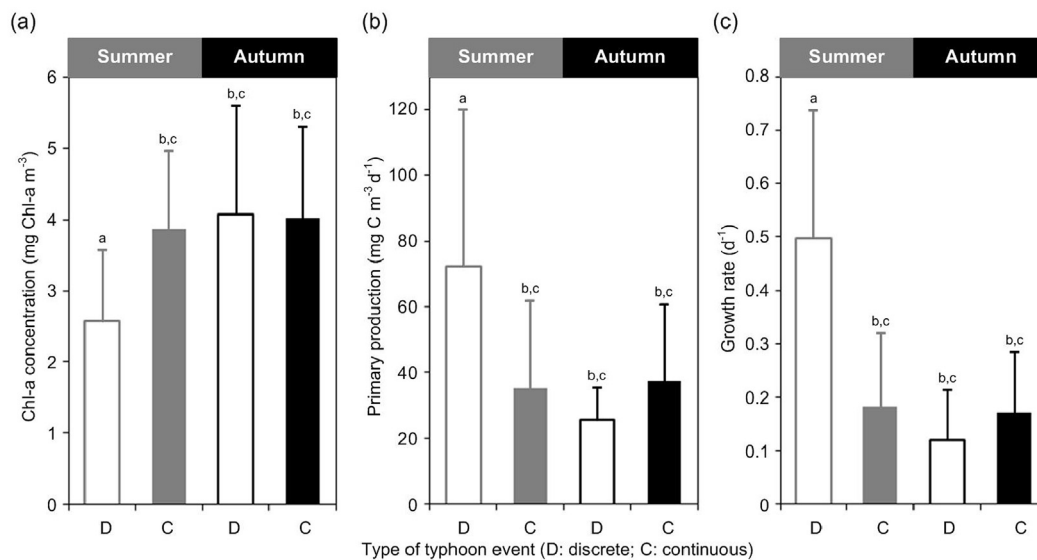 (a)
Summer Autumn
Chl-a concentration (mg Chl-a m-3)
6
5
4
3
2
1
0
a
b,c
b,c
b,c
D C D C
(b)
Summer Autumn
Primary production (mg C m-3 d-1)
120
100
80
60
40
20
0
a
b,c
b,c
b,c
D C D C
(c)
Summer Autumn
Growth rate (d-1)
0.8
0.7
0.6
0.5
0.4
0.3
0.2
0.1
0
a
b,c
b,c
b,c
D C D C
Type of typhoon event (D: discrete; C: continuous)